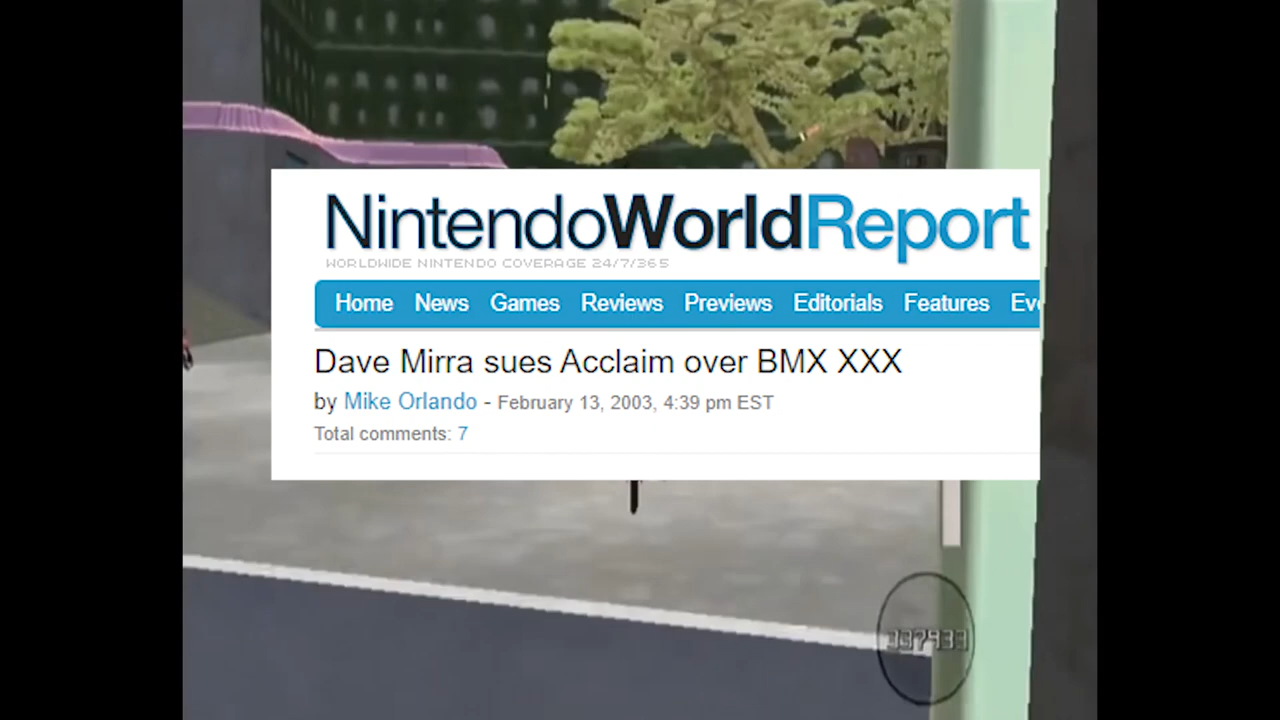 NintendoWorldReport
WORLDWIDE NINTENDO COVERAGE 24/7/365
Home News Games Reviews Previews Editorials Features
Dave Mirra sues Acclaim over BMX XXX
by Mike Orlando - February 13, 2003, 4:39 pm EST
Total comments: 7